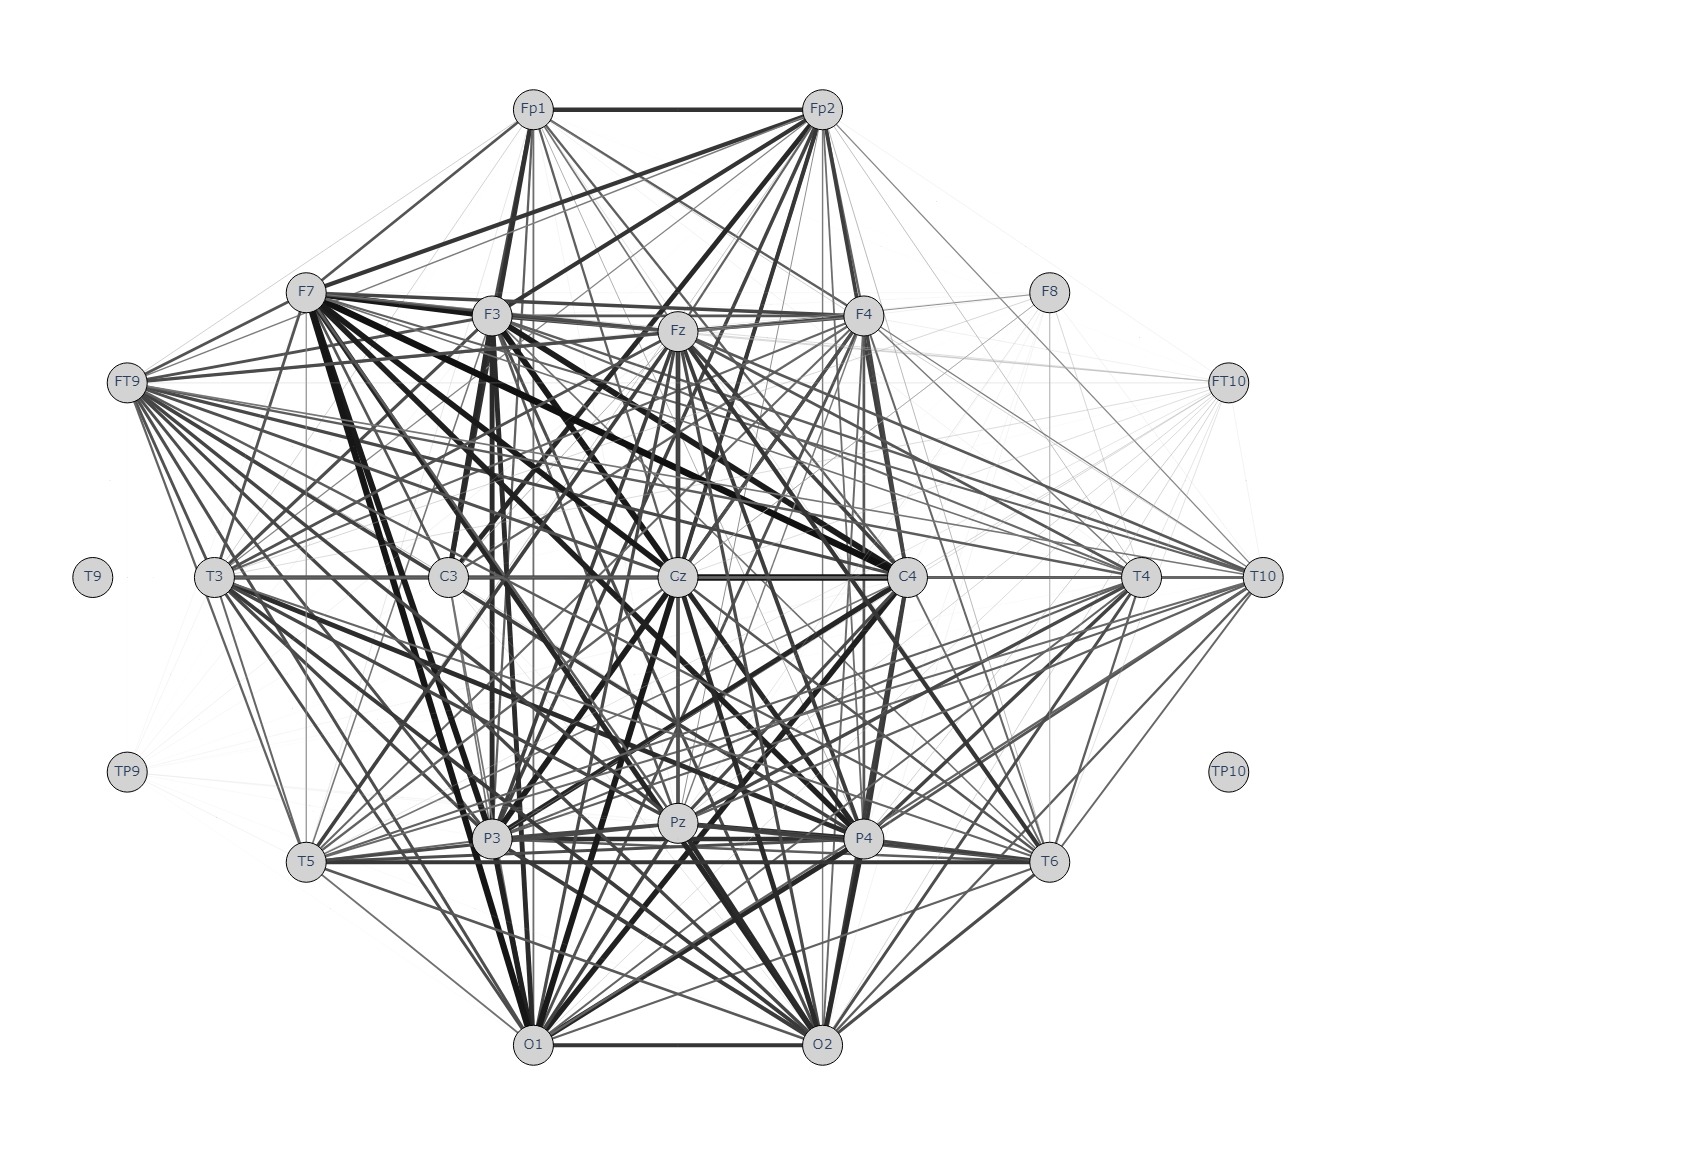 Fp1 Fp2
F7 F3 Fz F4 F8
FT9 FT10
T9 T3 C3 Cz C4 T4 T10
TP9 TP10
T5 P3 Pz P4 T6
O1 O2